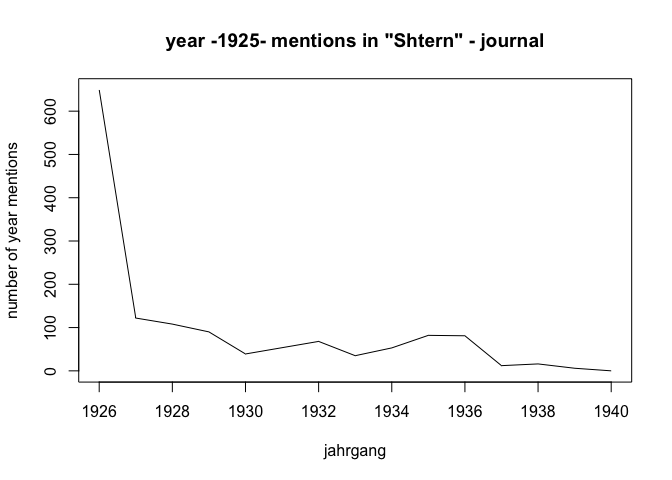 year -1925- mentions in "Shtern" - journal
number of year mentions
600
500
400
300
200
100
0
1926 1928 1930 1932 1934 1936 1938 1940
jahrgang